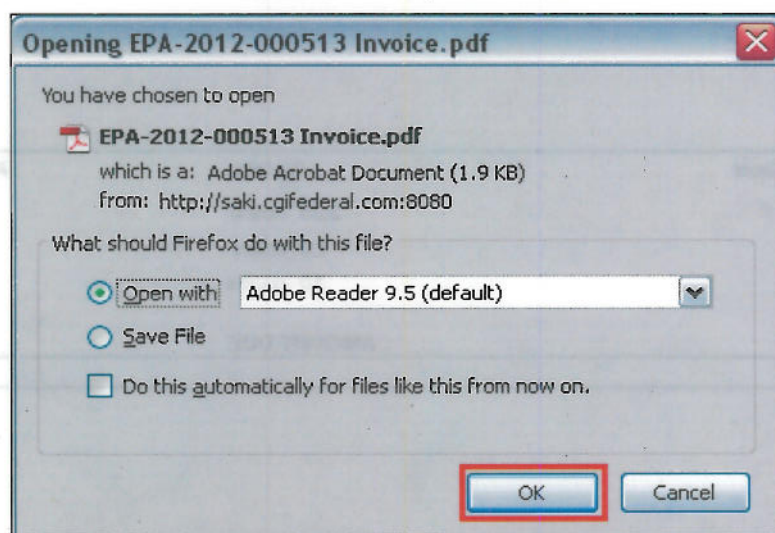 Opening EPA-2012-000513 Invoice.pdf
You have chosen to open
EPA-2012-000513 Invoice.pdf
which is a: Adobe Acrobat Document (1.9 KB)
from: http://saki.cgifederal.com:8080
What should Firefox do with this file?
Open with Adobe Reader 9.5 (default)
Save File
Do this automatically for files like this from now on.
OK Cancel